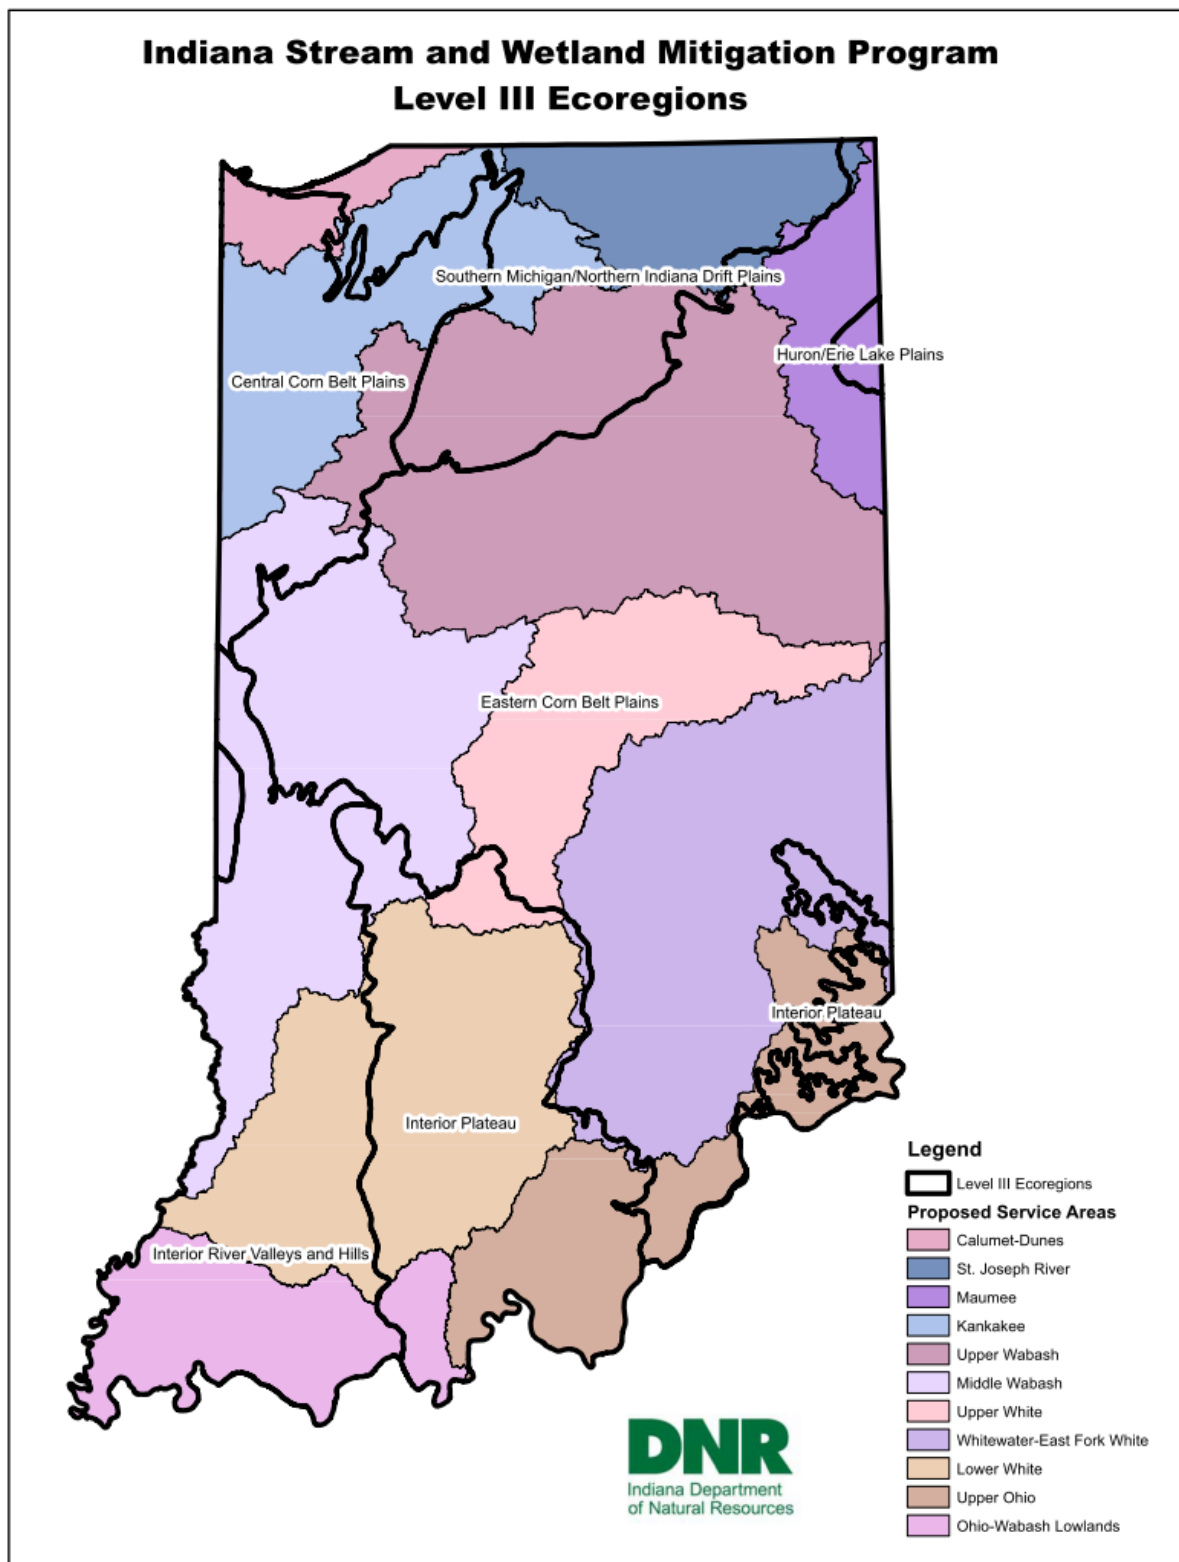 Indiana Stream and Wetland Mitigation Program
Level III Ecoregions
Southern Michigan/Northern Indiana Drift Plains
Huron/Erie Lake Plains
Central Corn Belt Plains
Eastern Corn Belt Plains
Interior Plateau
Interior Plateau
Interior River Valleys and Hills
Legend
Level III Ecoregions
Proposed Service Areas
Calumet-Dunes
St. Joseph River
Maumee
Kankakee
Upper Wabash
Middle Wabash
Upper White
Whitewater-East Fork White
Lower White
Upper Ohio
Ohio-Wabash Lowlands
DNR
Indiana Department
of Natural Resources